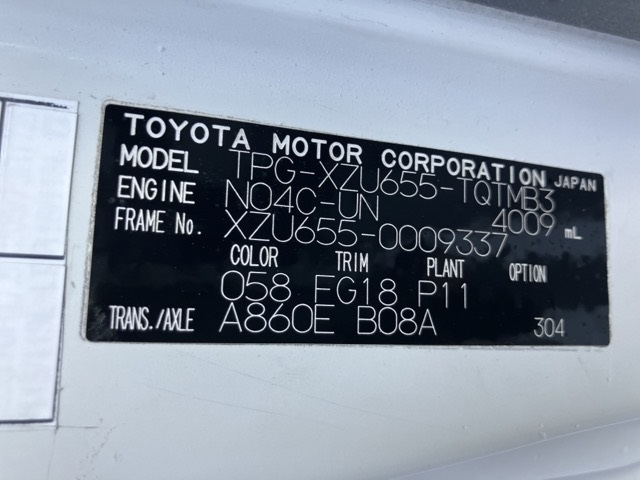 TOYOTA MOTOR CORPORATION JAPAN
MODEL TPG-XZU655-TQTMB3
ENGINE N04C-UN 4009 mL
FRAME No. XZU655-0009337
COLOR TRIM PLANT OPTION
058 FG18 P11
TRANS./AXLE A860E B08A 304